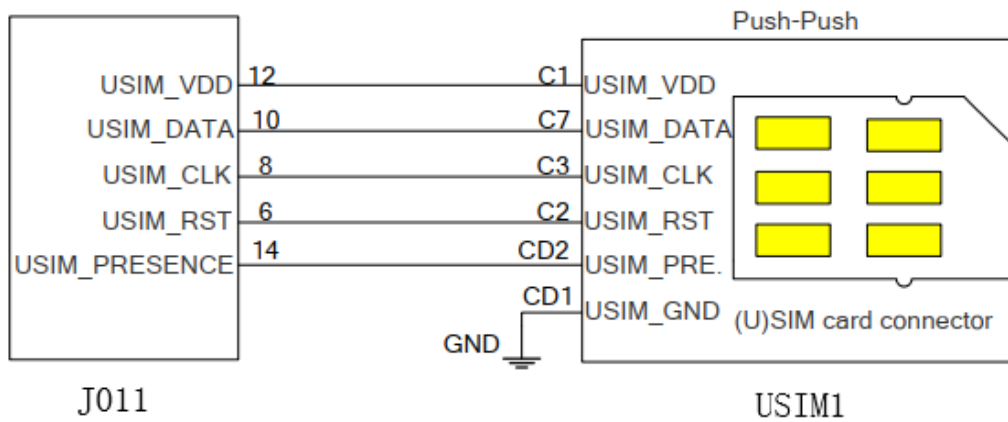 Push-Push
USIM_VDD 12 C1 USIM_VDD
USIM_DATA 10 C7 USIM_DATA
USIM_CLK 8 C3 USIM_CLK
USIM_RST 6 C2 USIM_RST
USIM_PRESENCE 14 CD2 USIM_PRE.
CD1 USIM_GND
(U)SIM card connector
GND
J011
USIM1